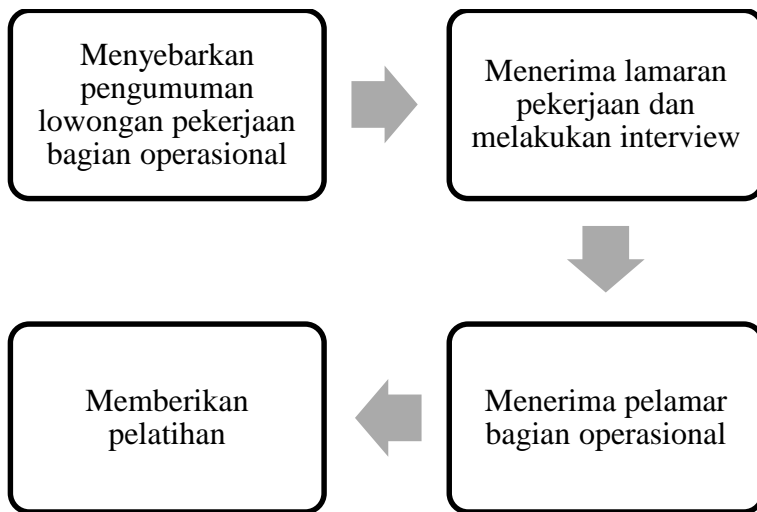 Menyebarkan
pengumuman
lowongan pekerjaan
bagian operasional
Menerima lamaran
pekerjaan dan
melakukan interview
Menerima pelamar
bagian operasional
Memberikan
pelatihan